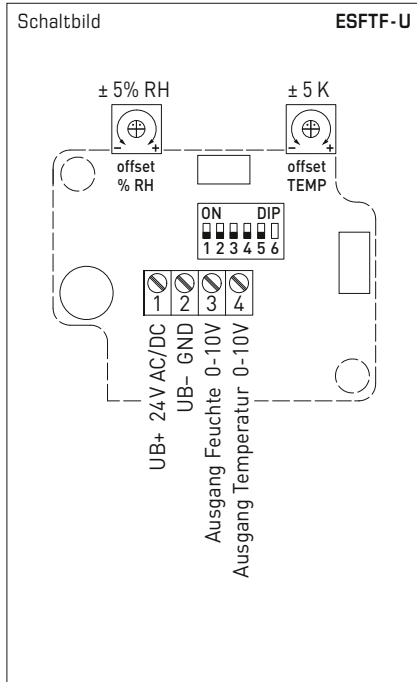 Schaltbild ESFTF-U
± 5% RH ± 5 K
- + - +
offset offset
% RH TEMP
ON DIP
1 2 3 4 5 6
1 2 3 4
UB+ 24V AC/DC
UB- GND
Ausgang Feuchte 0-10V
Ausgang Temperatur 0-10V